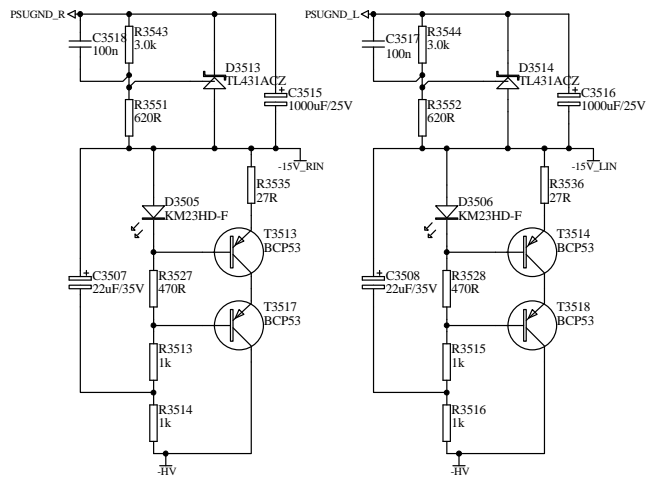 PSUGND_R
C3518
100n
R3543
3.0k
D3513
TL431ACZ
C3515
1000uF/25V
R3551
620R
-15V_RIN
R3535
27R
D3505
KM23HD-F
T3513
BCP53
C3507
22uF/35V
R3527
470R
T3517
BCP53
R3513
1k
R3514
1k
-HV
PSUGND_L
C3517
100n
R3544
3.0k
D3514
TL431ACZ
C3516
1000uF/25V
R3552
620R
-15V_LIN
R3536
27R
D3506
KM23HD-F
T3514
BCP53
C3508
22uF/35V
R3528
470R
T3518
BCP53
R3515
1k
R3516
1k
-HV